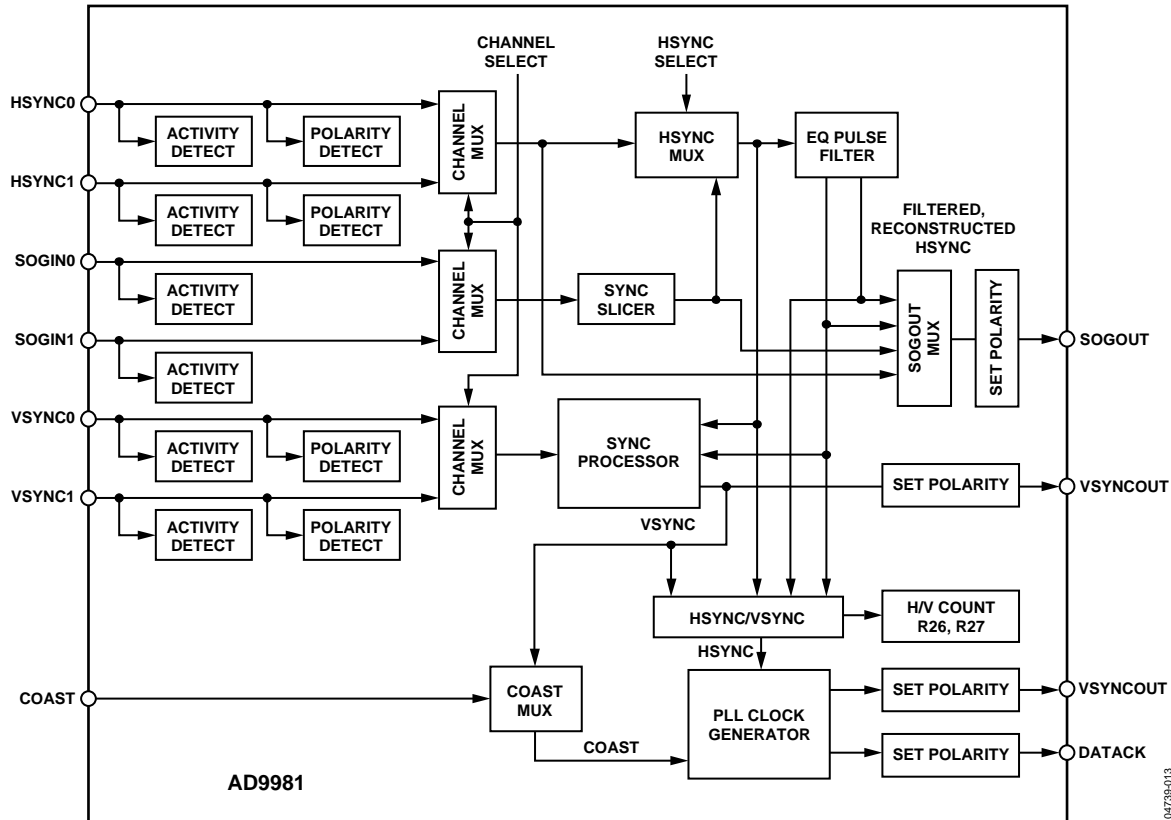 CHANNEL
SELECT
HSYNC
SELECT
HSYNC0
ACTIVITY
DETECT
POLARITY
DETECT
CHANNEL
MUX
HSYNC
MUX
EQ PULSE
FILTER
HSYNC1
ACTIVITY
DETECT
POLARITY
DETECT
FILTERED,
RECONSTRUCTED
HSYNC
SOGIN0
ACTIVITY
DETECT
CHANNEL
MUX
SYNC
SLICER
SOGOUT
MUX
SET POLARITY
SOGOUT
SOGIN1
ACTIVITY
DETECT
VSYNC0
ACTIVITY
DETECT
POLARITY
DETECT
CHANNEL
MUX
SYNC
PROCESSOR
SET POLARITY
VSYNCOUT
VSYNC1
ACTIVITY
DETECT
POLARITY
DETECT
VSYNC
HSYNC/VSYNC
H/V COUNT
R26, R27
HSYNC
COAST
COAST
MUX
COAST
PLL CLOCK
GENERATOR
SET POLARITY
VSYNCOUT
SET POLARITY
DATACK
AD9981
04739-013